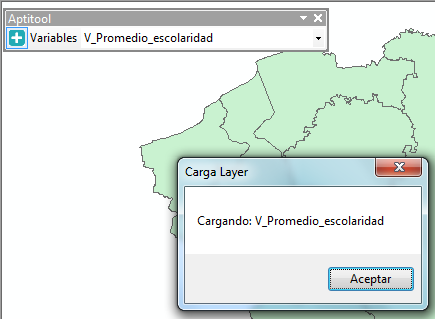 Aptitool
Variables V_Promedio_escolaridad
Carga Layer
Cargando: V_Promedio_escolaridad
Aceptar